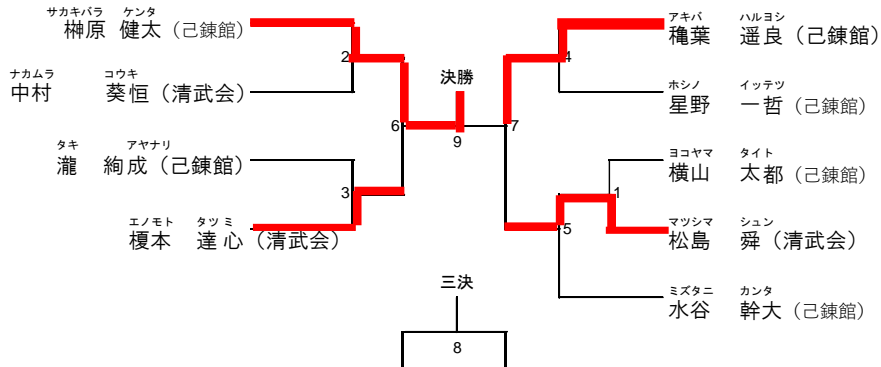 サカキバラ ケンタ
榊原 健太（己錬館）
2
ナカムラ コウキ
中村 葵恒（清武会）
6
タキ アヤナリ
瀧 絢成（己錬館）
3
エノモト タツミ
榎本 達心（清武会）
決勝
9
三決
8
アキバ ハルヨシ
穐葉 遥良（己錬館）
4
ホシノ イッテツ
星野 一哲（己錬館）
7
ヨコヤマ タイト
横山 太都（己錬館）
1
マツシマ シュン
松島 舜（清武会）
5
ミズタニ カンタ
水谷 幹大（己錬館）